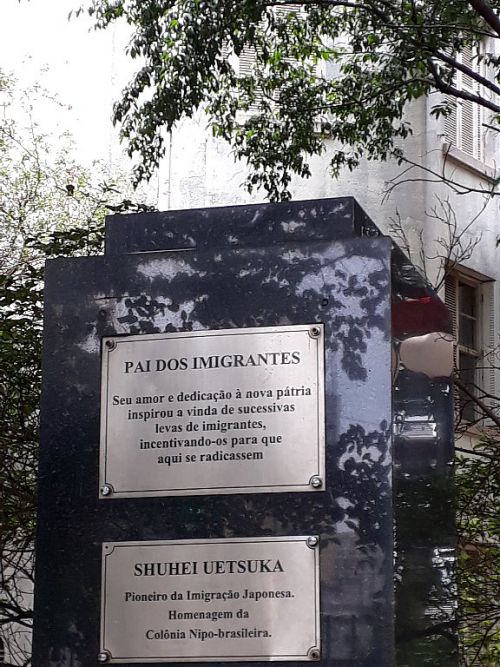 PAI DOS IMIGRANTES
Seu amor e dedicação à nova pátria
inspirou a vinda de sucessivas
levas de imigrantes,
incentivando-os para que
aqui se radicassem
SHUHEI UETSUKA
Pioneiro da Imigração Japonesa.
Homenagem da
Colônia Nipo-brasileira.